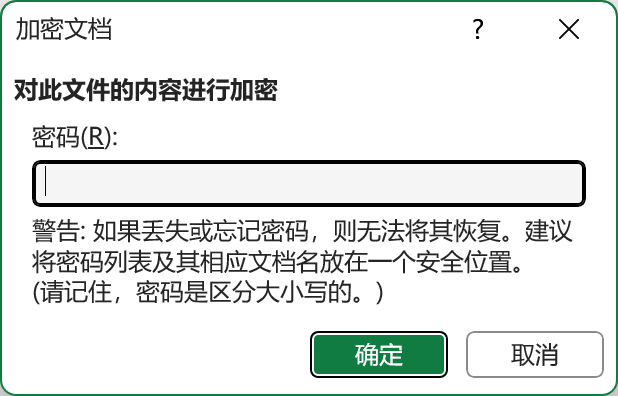 加密文档
?
对此文件的内容进行加密
密码(R):
警告: 如果丢失或忘记密码，则无法将其恢复。建议
将密码列表及其相应文档名放在一个安全位置。
(请记住，密码是区分大小写的。)
确定
取消